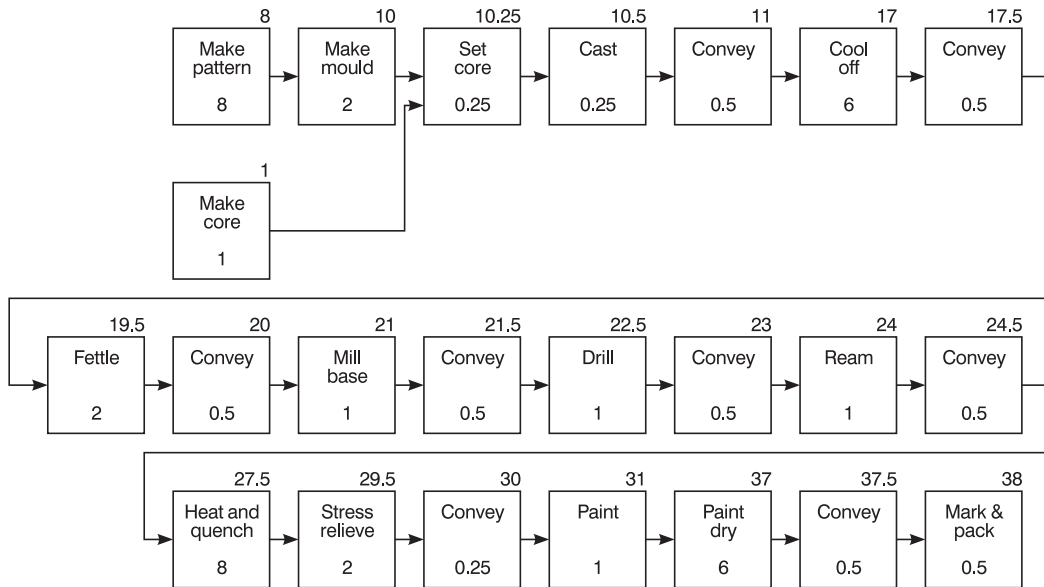 8
Make
pattern
8
10
Make
mould
2
10.25
Set
core
0.25
10.5
Cast
0.25
11
Convey
0.5
17
Cool
off
6
17.5
Convey
0.5
1
Make
core
1
19.5
Fettle
2
20
Convey
0.5
21
Mill
base
1
21.5
Convey
0.5
22.5
Drill
1
23
Convey
0.5
24
Ream
1
24.5
Convey
0.5
27.5
Heat and
quench
8
29.5
Stress
relieve
2
30
Convey
0.25
31
Paint
1
37
Paint
dry
6
37.5
Convey
0.5
38
Mark &
pack
0.5